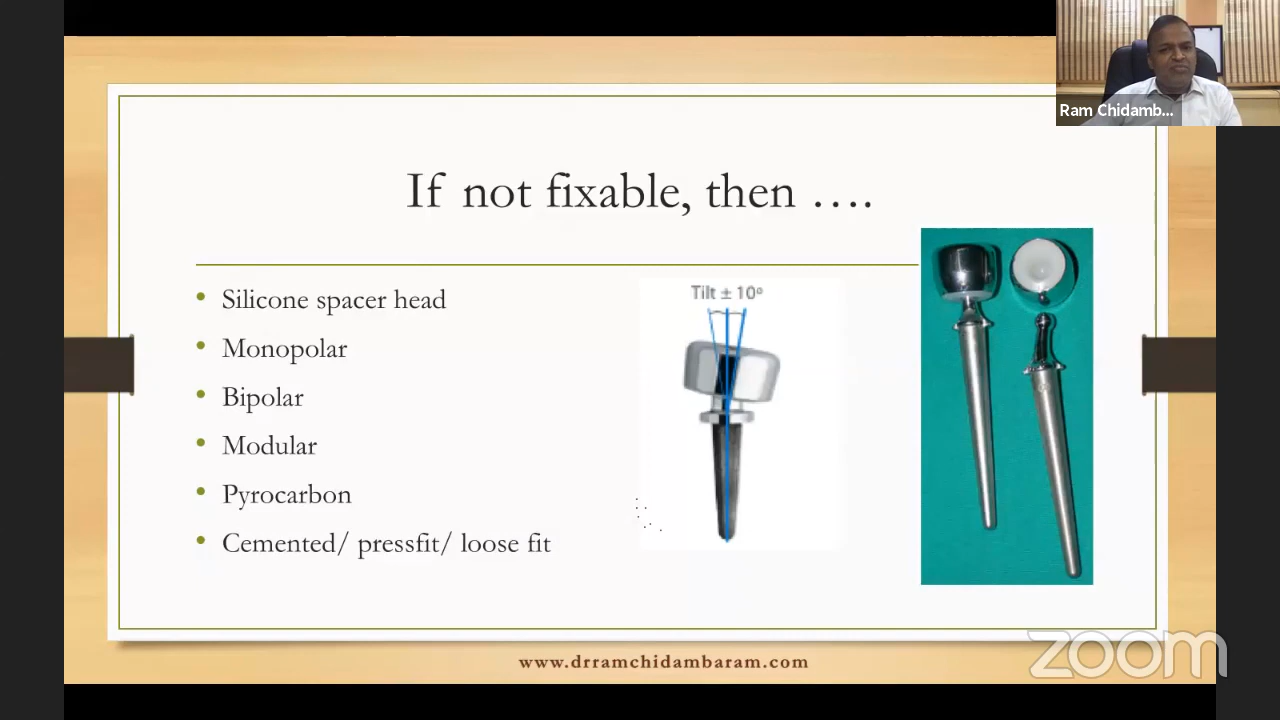 Ram Chidamb...
If not fixable, then ....
Silicone spacer head
Monopolar
Bipolar
Modular
Pyrocarbon
Cemented/ pressfit/ loose fit
Tilt ± 10°
www.drramchidambaram.com
zoom